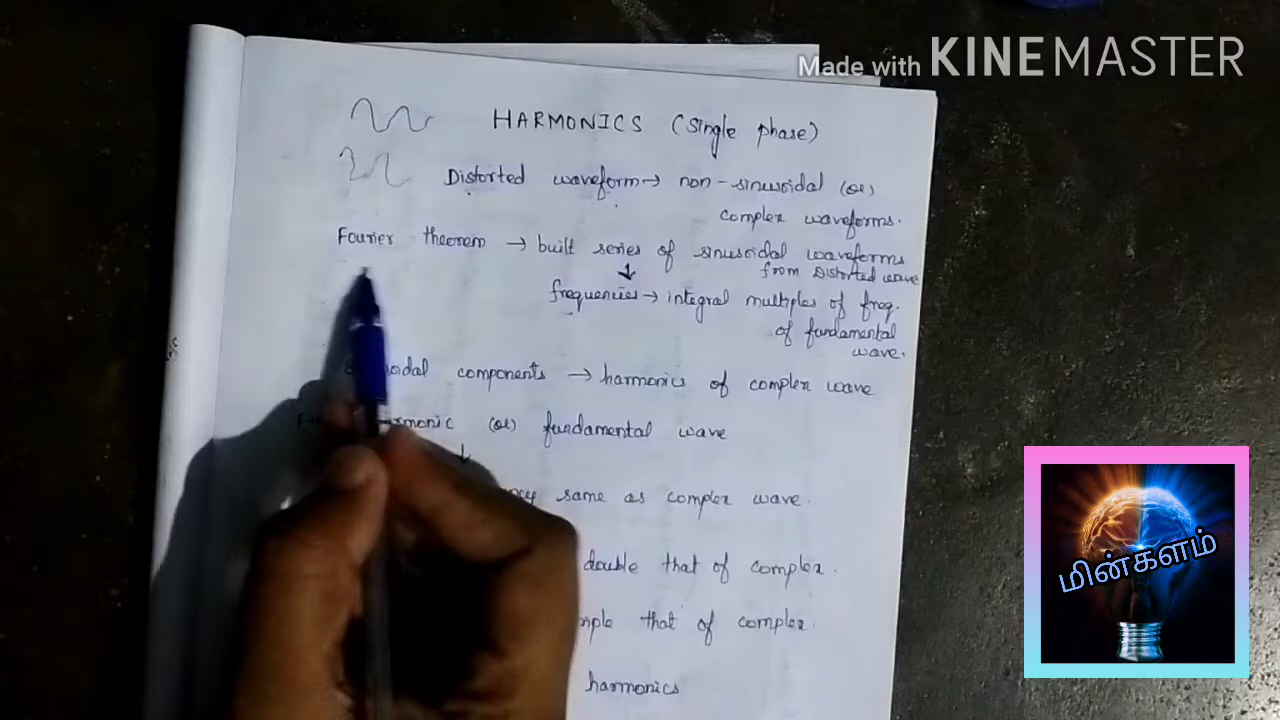 Made with KINEMASTER
HARMONICS (Single phase)
Distorted waveform → non-sinusoidal (or)
complex waveforms.
Fourier theorem → built series of sinusoidal waveforms
from Distorted wave
↓
frequencies → integral multiples of freq.
of fundamental
wave.
components → harmonics of complex wave
(or) fundamental wave
↓
same as complex wave.
double that of complex.
that of complex.
harmonics
மின்களம்